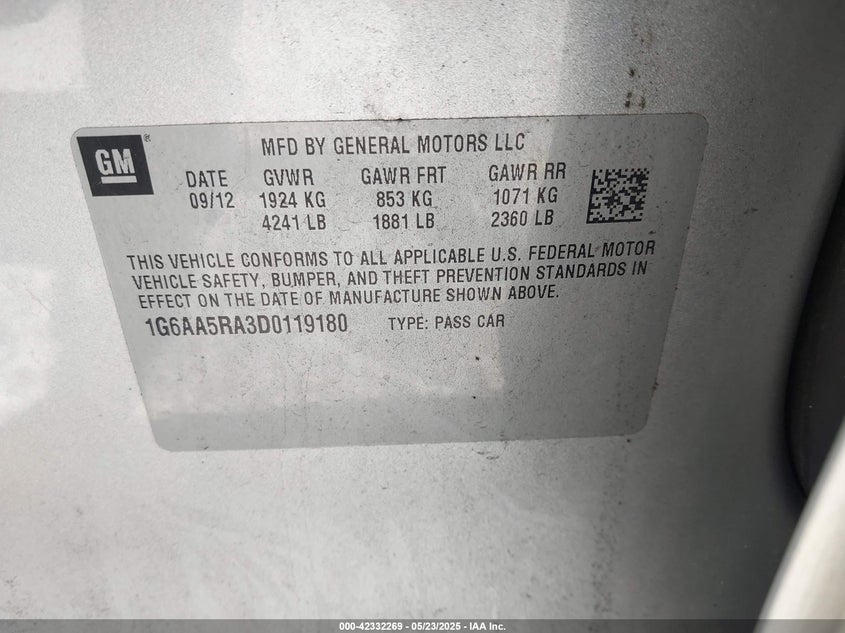 GM®
MFD BY GENERAL MOTORS LLC
DATE GVWR GAWR FRT GAWR RR
09/12 1924 KG 853 KG 1071 KG
4241 LB 1881 LB 2360 LB
THIS VEHICLE CONFORMS TO ALL APPLICABLE U.S. FEDERAL MOTOR
VEHICLE SAFETY, BUMPER, AND THEFT PREVENTION STANDARDS IN
EFFECT ON THE DATE OF MANUFACTURE SHOWN ABOVE.
1G6AA5RA3D0119180 TYPE: PASS CAR
000-42332269 - 05/23/2025 - IAA Inc.